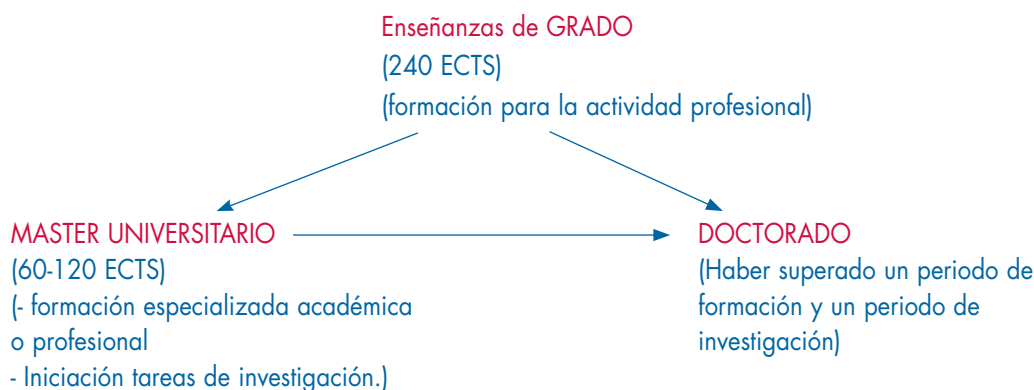 Enseñanzas de GRADO
(240 ECTS)
(formación para la actividad profesional)
MASTER UNIVERSITARIO
(60-120 ECTS)
(- formación especializada académica
o profesional
- Iniciación tareas de investigación.)
DOCTORADO
(Haber superado un periodo de
formación y un periodo de
investigación)